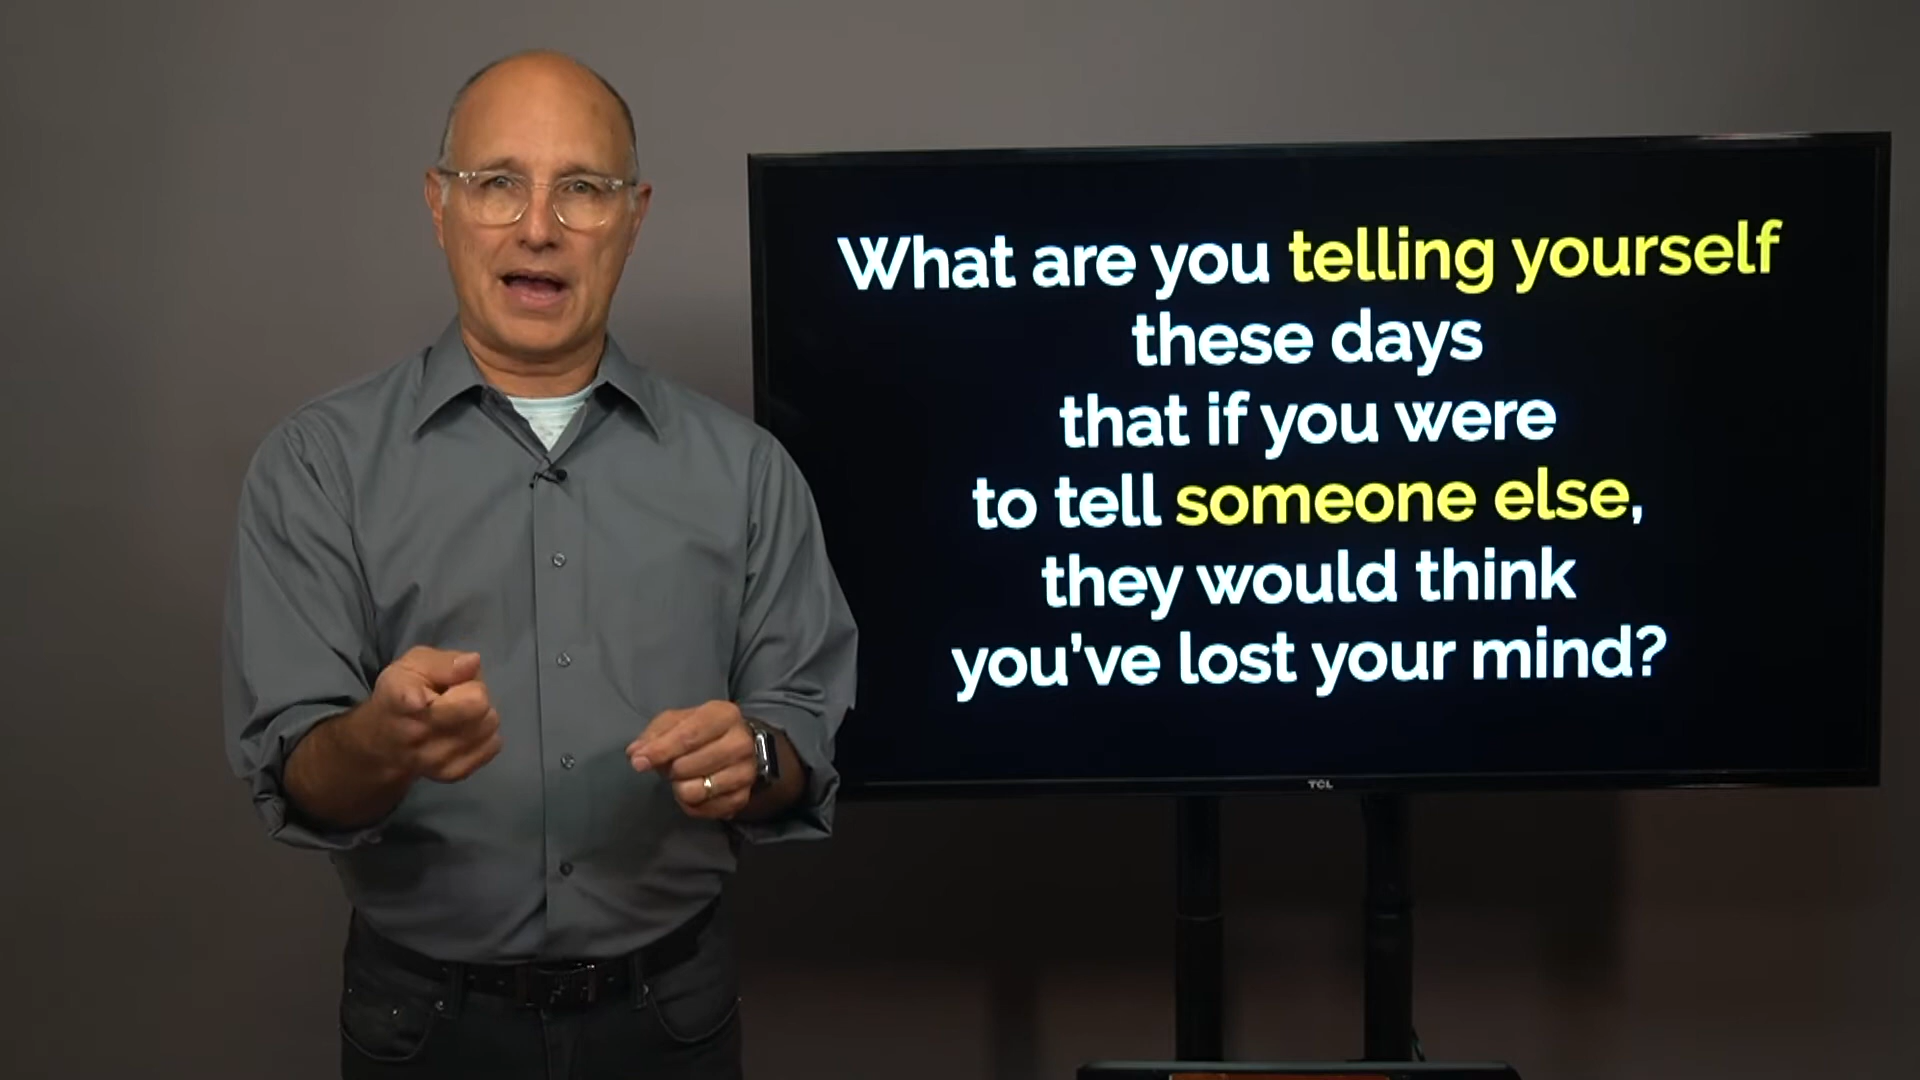 What are you telling yourself
these days
that if you were
to tell someone else,
they would think
you've lost your mind?
TCL